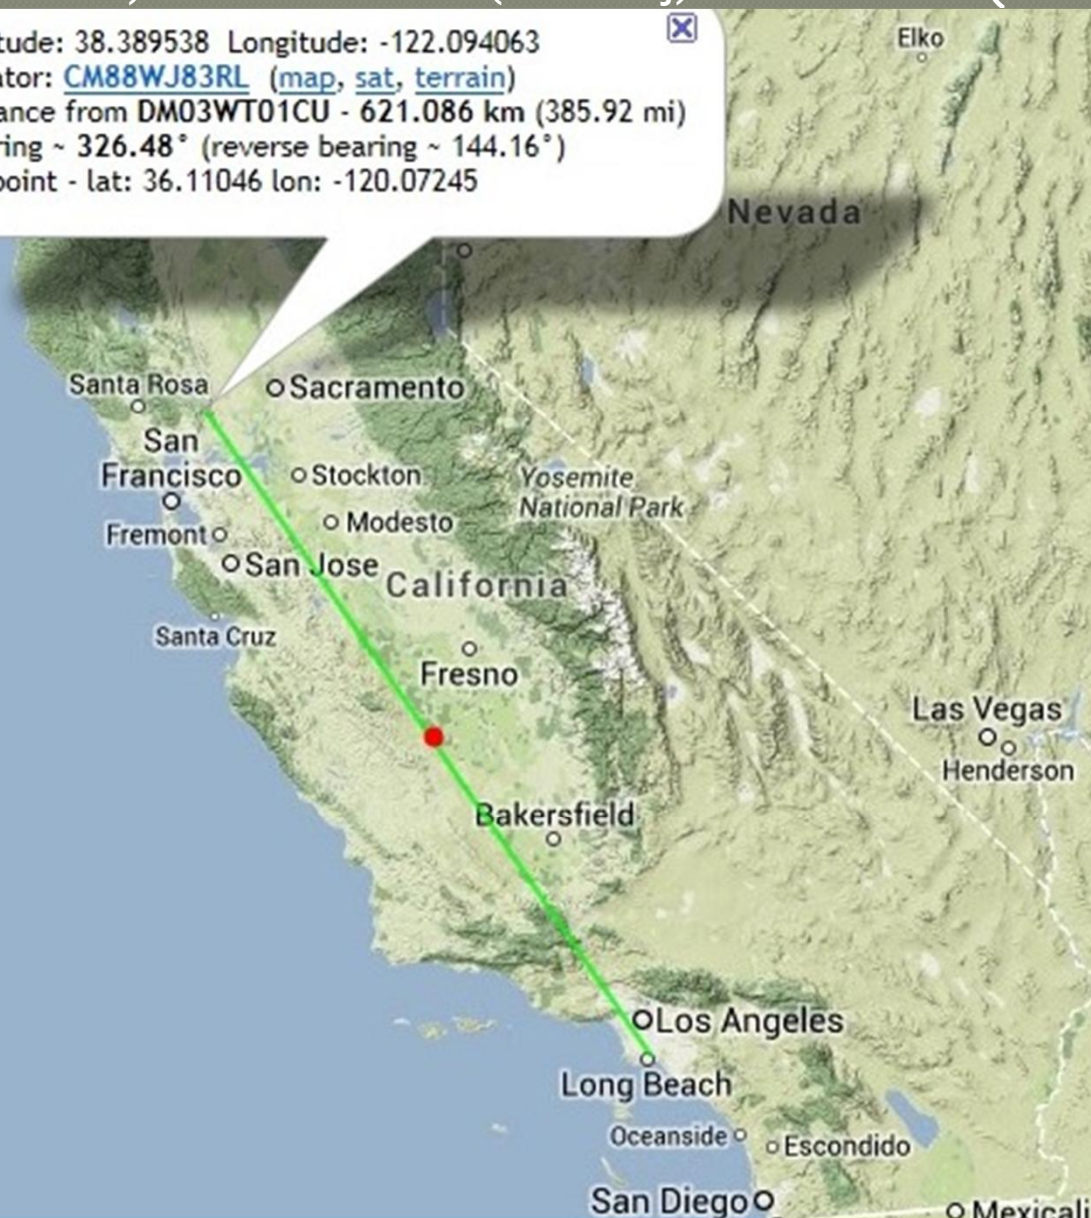 tude: 38.389538 Longitude: -122.094063
ator: CM88WJ83RL (map, sat, terrain)
ance from DM03WT01CU - 621.086 km (385.92 mi)
ring ~ 326.48° (reverse bearing ~ 144.16°)
point - lat: 36.11046 lon: -120.07245
Elko
Nevada
Santa Rosa
Sacramento
San
Francisco
Stockton
Yosemite
National Park
Modesto
Fremont
San Jose
California
Santa Cruz
Fresno
Las Vegas
Henderson
Bakersfield
Los Angeles
Long Beach
Oceanside
Escondido
San Diego
Mexicali